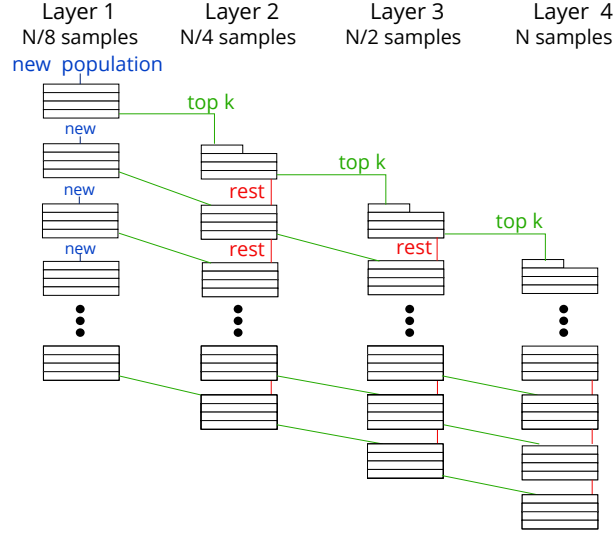 Layer 1 Layer 2 Layer 3 Layer 4
N/8 samples N/4 samples N/2 samples N samples
new population
top k
new
top k
new
rest
top k
new
rest
rest